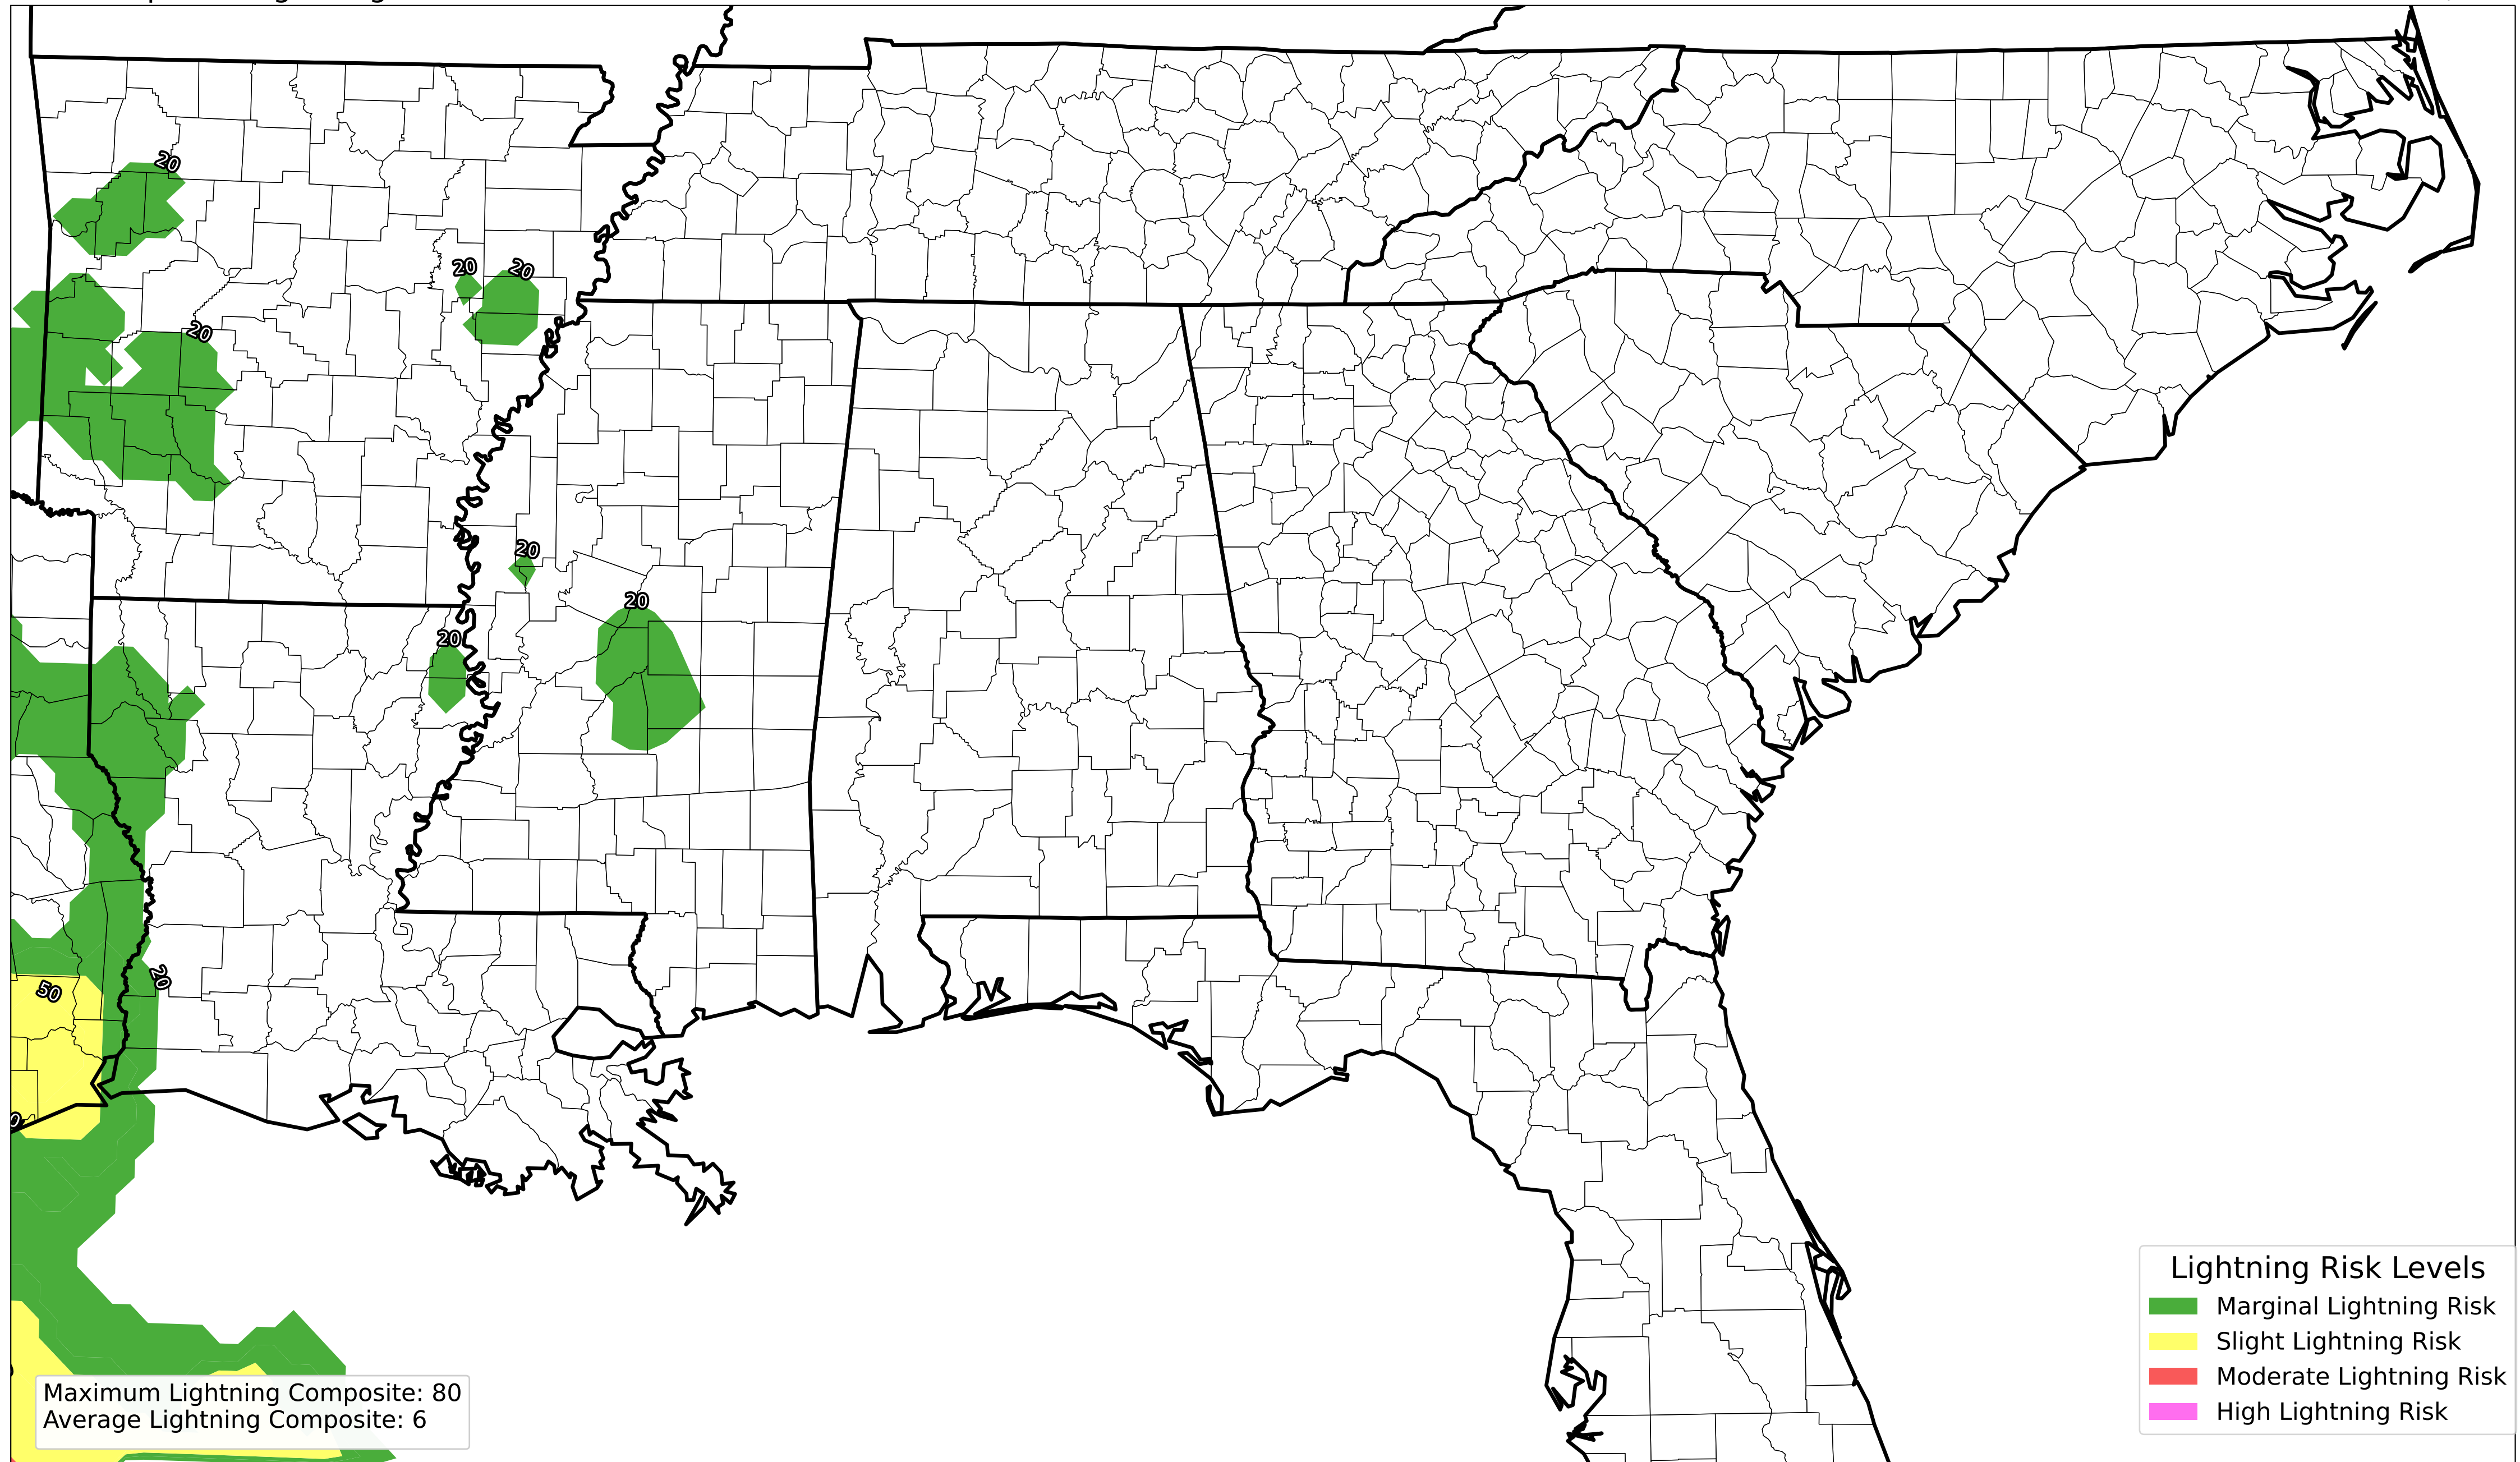 20
20
20
20
20
20
20
50
20
Lightning Risk Levels
Marginal Lightning Risk
Slight Lightning Risk
Moderate Lightning Risk
High Lightning Risk
Maximum Lightning Composite: 80
Average Lightning Composite: 6